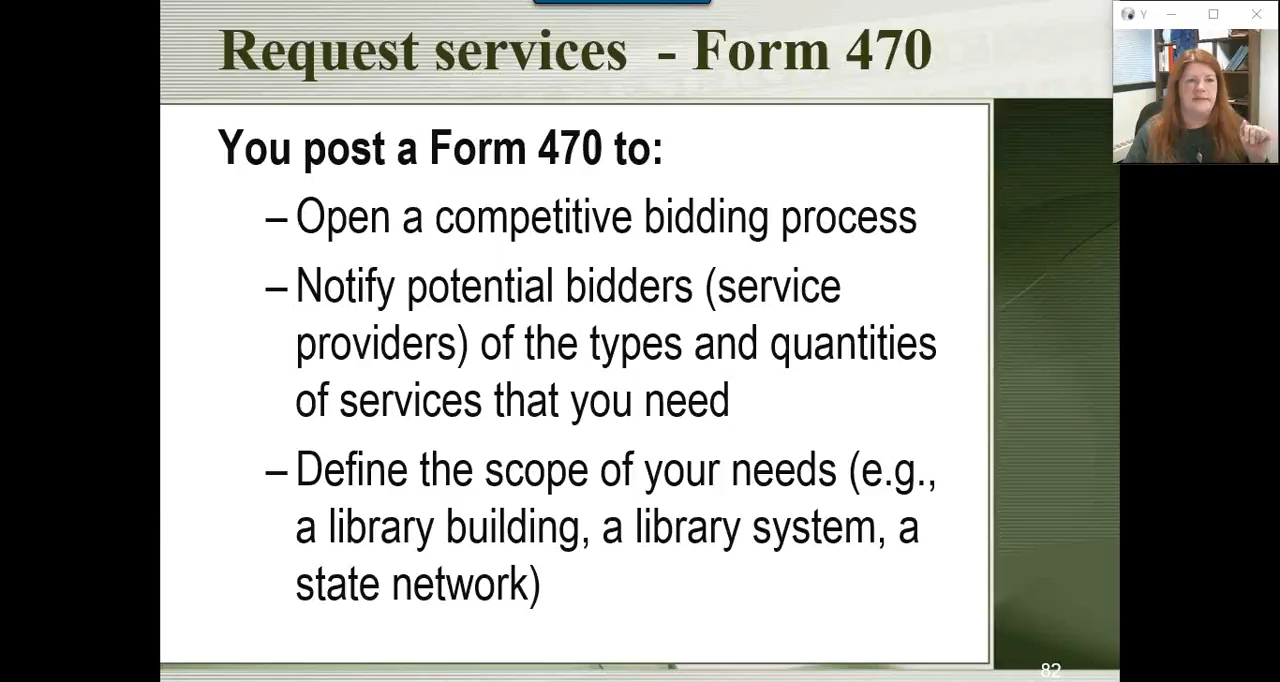 Request services - Form 470
You post a Form 470 to:
– Open a competitive bidding process
– Notify potential bidders (service
providers) of the types and quantities
of services that you need
– Define the scope of your needs (e.g.,
a library building, a library system, a
state network)
82
Y